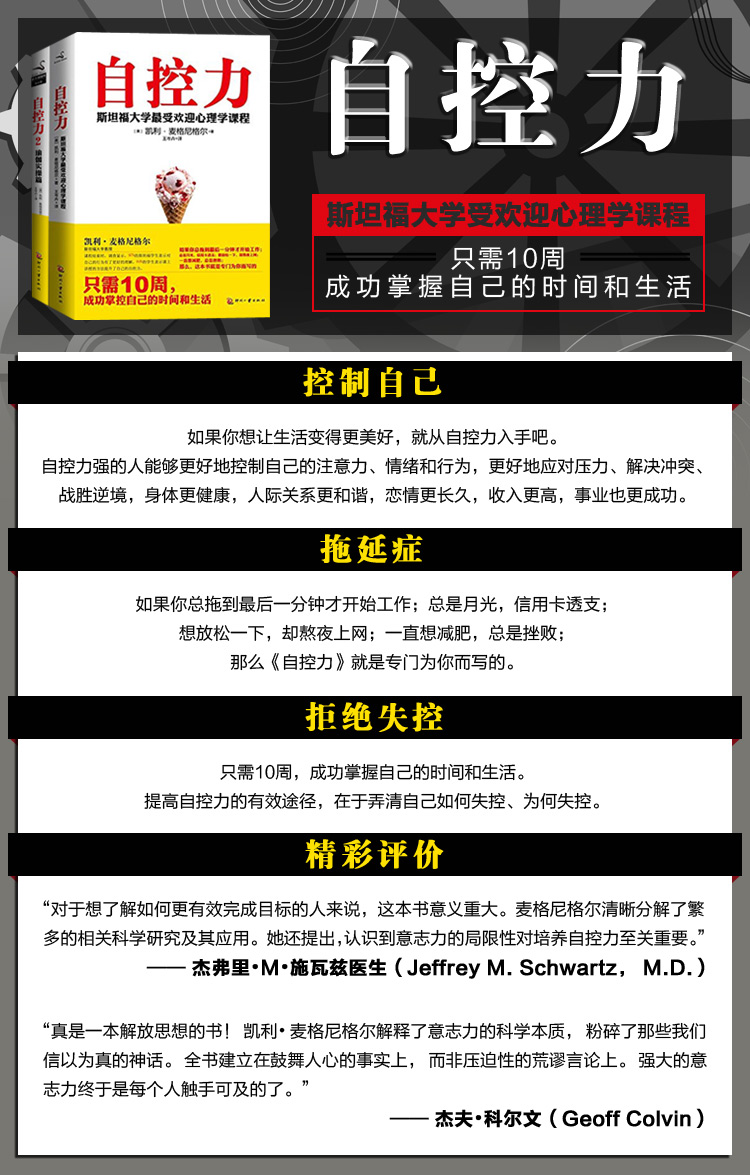 自控力
斯坦福大学最受欢迎心理学课程
凯利·麦格尼格尔
自控力
斯坦福大学最受欢迎心理学课程
自控力2
瑜伽实操篇
凯利·麦格尼格尔
只需10周，
成功掌控自己的时间和生活
自控力
斯坦福大学受欢迎心理学课程
只需10周
成功掌握自己的时间和生活
控制自己
如果你想让生活变得更美好，就从自控力入手吧。
自控力强的人能够更好地控制自己的注意力、情绪和行为，更好地应对压力、解决冲突、
战胜逆境，身体更健康，人际关系更和谐，恋情更长久，收入更高，事业也更成功。
拖延症
如果你总拖到最后一分钟才开始工作；总是月光，信用卡透支；
想放松一下，却熬夜上网；一直想减肥，总是挫败；
那么《自控力》就是专门为你而写的。
拒绝失控
只需10周，成功掌握自己的时间和生活。
提高自控力的有效途径，在于弄清自己如何失控、为何失控。
精彩评价
“对于想了解如何更有效完成目标的人来说，这本书意义重大。麦格尼格尔清晰分解了繁
多的相关科学研究及其应用。她还提出,认识到意志力的局限性对培养自控力至关重要。”
—— 杰弗里·M·施瓦兹医生（Jeffrey M. Schwartz， M.D.）
“真是一本解放思想的书！ 凯利· 麦格尼格尔解释了意志力的科学本质， 粉碎了那些我们
信以为真的神话。 全书建立在鼓舞人心的事实上， 而非压迫性的荒谬言论上。 强大的意
志力终于是每个人触手可及的了。”
—— 杰夫·科尔文（Geoff Colvin）